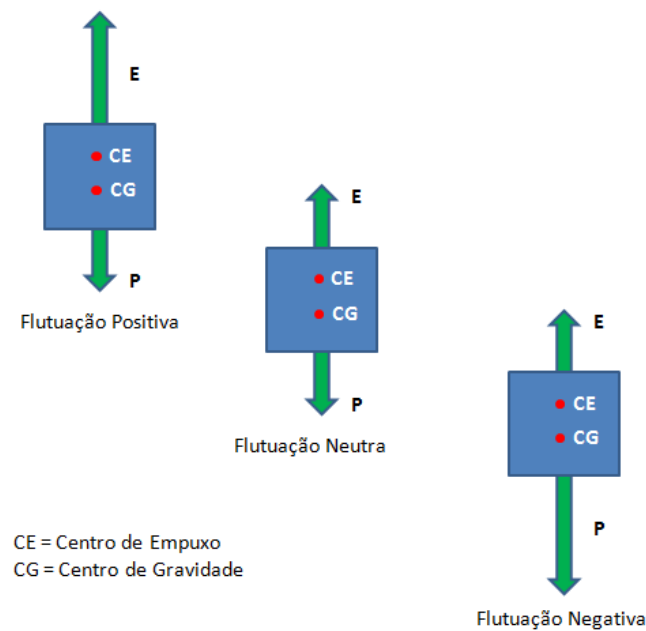 E
CE
CG
P
Flutuação Positiva
E
CE
CG
P
Flutuação Neutra
E
CE
CG
P
Flutuação Negativa
CE = Centro de Empuxo
CG = Centro de Gravidade